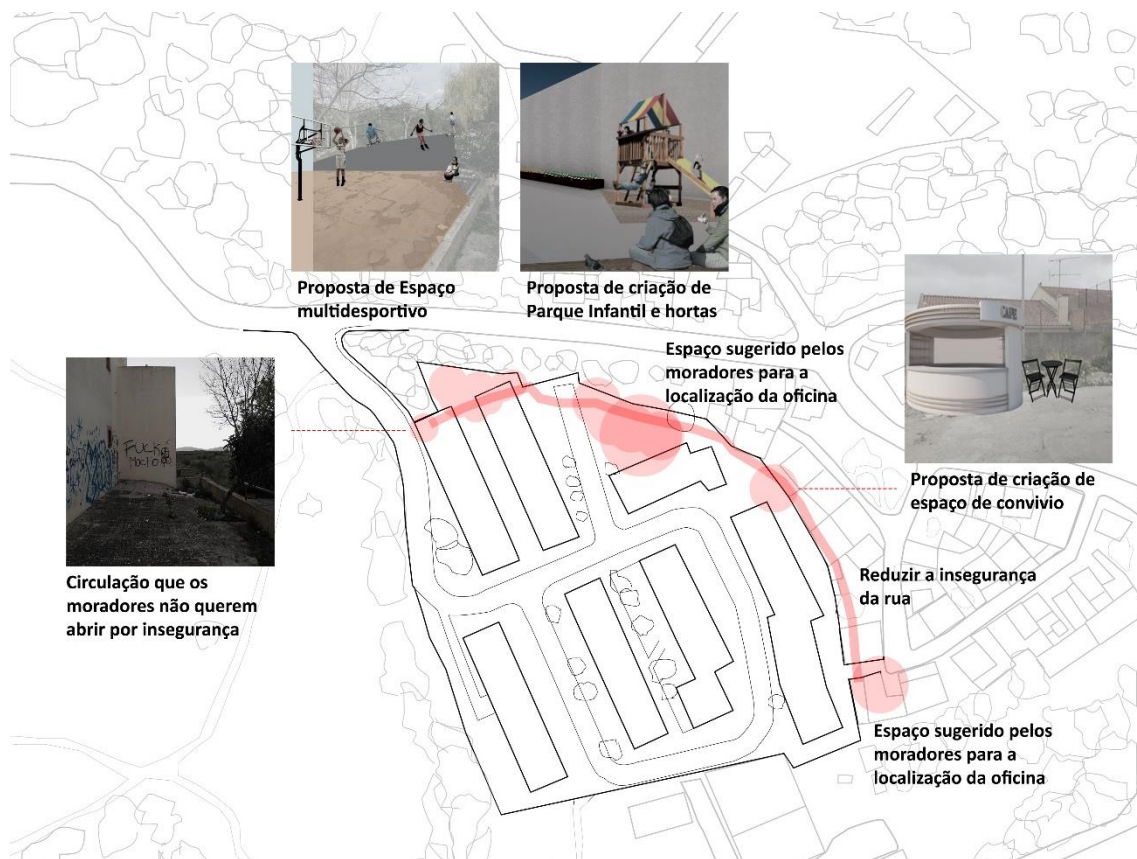 Proposta de Espaço
multidesportivo
Proposta de criação de
Parque Infantil e hortas
Espaço sugerido pelos
moradores para a
localização da oficina
CAFE
Proposta de criação de
espaço de convivio
Circulação que os
moradores não querem
abrir por insegurança
Reduzir a insegurança
da rua
Espaço sugerido pelos
moradores para a
localização da oficina